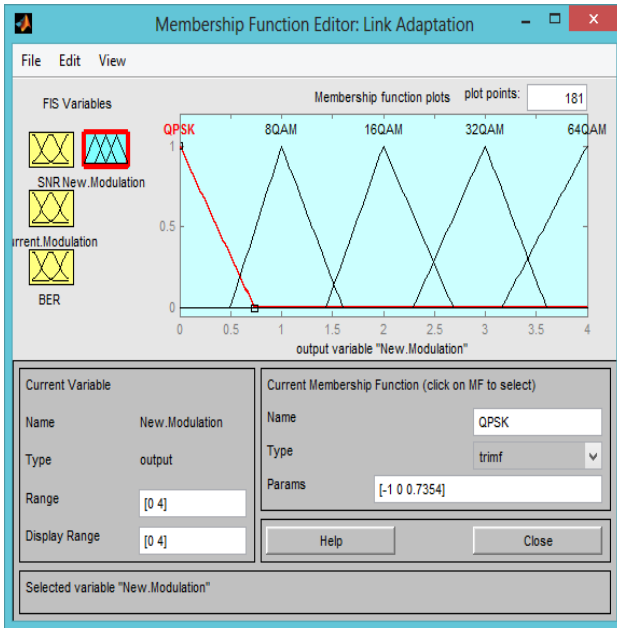 Membership Function Editor: Link Adaptation
File Edit View
FIS Variables
Membership function plots plot points: 181
QPSK 8QAM 16QAM 32QAM 64QAM
SNR New.Modulation
rrent.Modulation
BER
1
0.5
0
0 0.5 1 1.5 2 2.5 3 3.5 4
output variable "New.Modulation"
Current Variable
Name New.Modulation
Type output
Range [0 4]
Display Range [0 4]
Current Membership Function (click on MF to select)
Name QPSK
Type trimf
Params [-1 0 0.7354]
Help Close
Selected variable "New.Modulation"